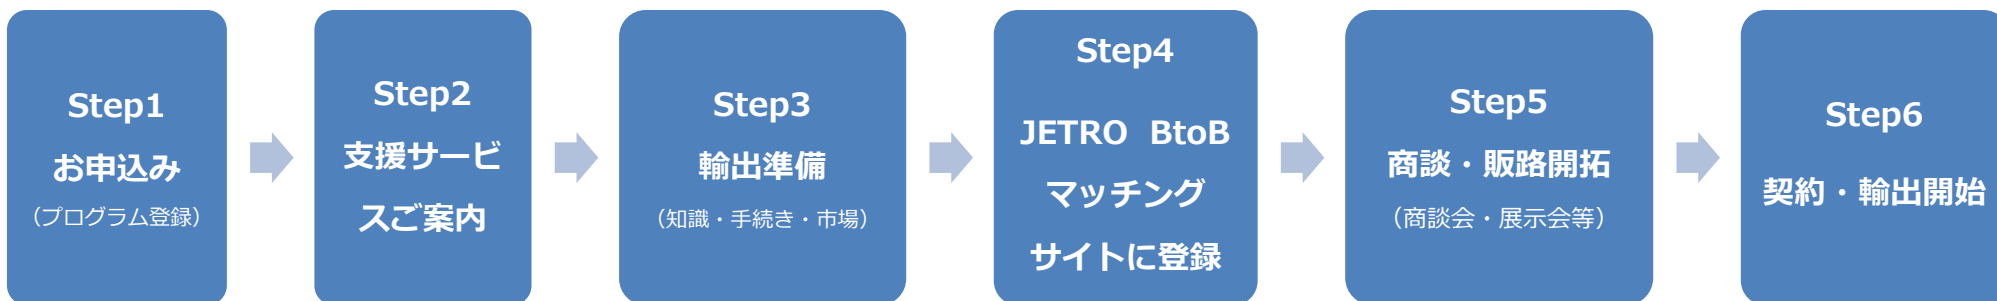 Step1
お申込み
（プログラム登録）
Step2
支援サービ
スご案内
Step3
輸出準備
（知識・手続き・市場）
Step4
JETRO　BtoB
マッチング
サイトに登録
Step5
商談・販路開拓
（商談会・展示会等）
Step6
契約・輸出開始